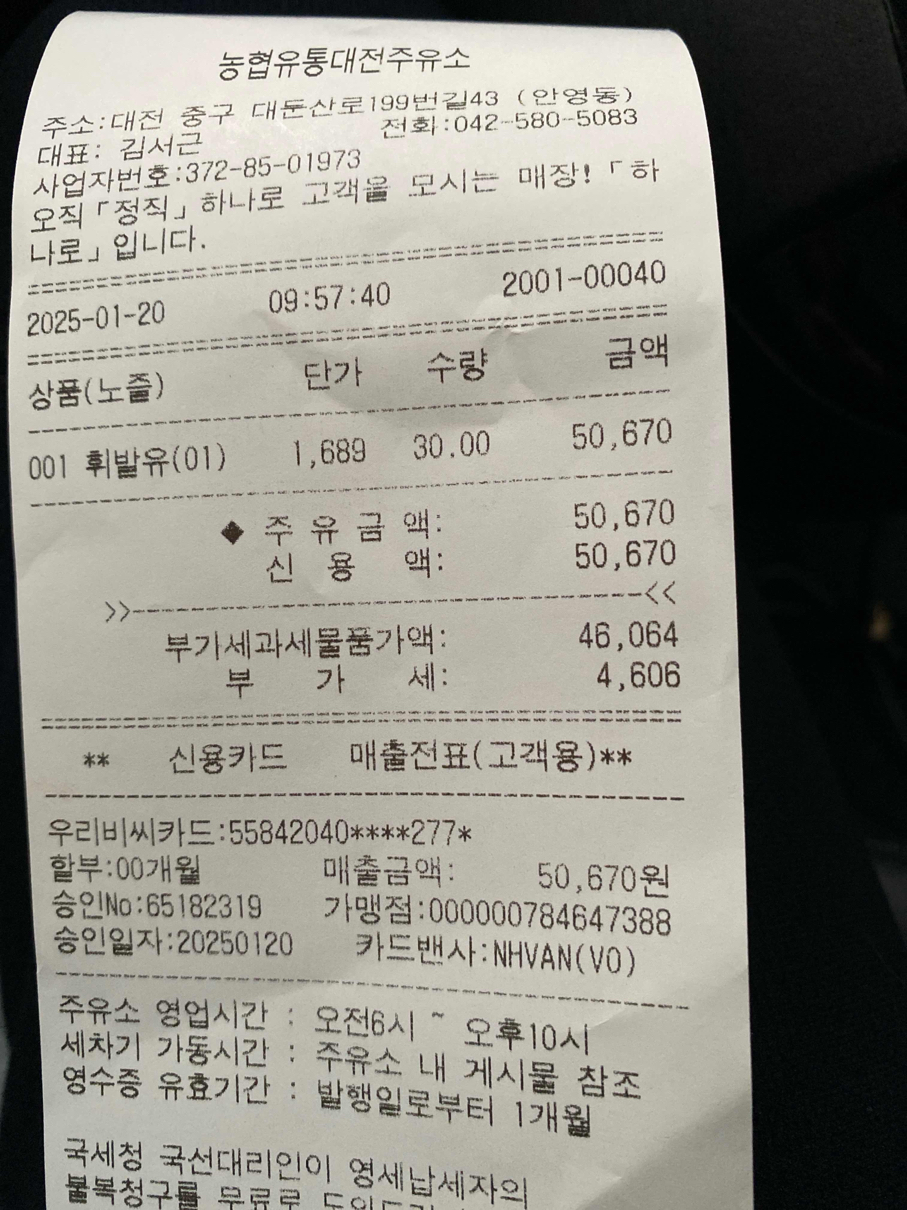 농협유통대전주유소
주소:대전 중구 대둔산로199번길43 (안영동)
대표: 김서근 전화:042-580-5083
사업자번호:372-85-01973
오직「정직」하나로 고객을 모시는 매장!「하
나로」입니다.
2025-01-20 09:57:40 2001-00040
상품(노즐) 단가 수량 금액
001 휘발유(01) 1,689 30.00 50,670
◆ 주 유 금 액: 50,670
신 용 액: 50,670
>>------------------------------<<
부가세과세물품가액: 46,064
부 가 세: 4,606
** 신용카드 매출전표(고객용)**
우리비씨카드:55842040****277*
할부:00개월 매출금액: 50,670원
승인No:65182319 가맹점:000000784647388
승인일자:20250120 카드밴사:NHVAN(VO)
주유소 영업시간 : 오전6시 ~ 오후10시
세차기 가동시간 : 주유소 내 게시물 참조
영수증 유효기간 : 발행일로부터 1개월
국세청 국선대리인이 영세납세자의
불복청구를 무료로